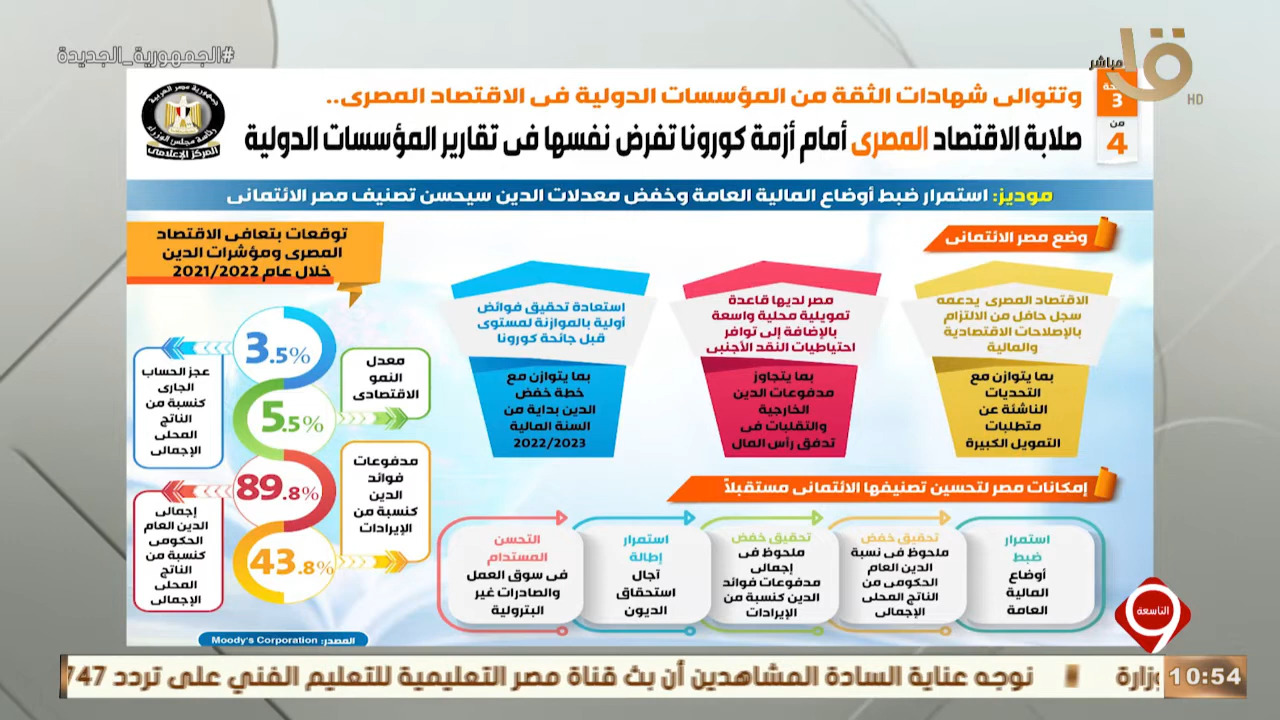 #الجمهورية_الجديدة
مباشر
HD
3
من
4
جمهورية مصر العربية
رئاسة مجلس الوزراء
المركز الإعلامى
وتتوالى شهادات الثقة من المؤسسات الدولية فى الاقتصاد المصرى..
صلابة الاقتصاد المصرى أمام أزمة كورونا تفرض نفسها فى تقارير المؤسسات الدولية
موديز: استمرار ضبط أوضاع المالية العامة وخفض معدلات الدين سيحسن تصنيف مصر الائتمانى
وضع مصر الائتمانى
الاقتصاد المصرى يدعمه
سجل حافل من الالتزام
بالإصلاحات الاقتصادية
والمالية
بما يتوازن مع
التحديات
الناشئة عن
متطلبات
التمويل الكبيرة
مصر لديها قاعدة
تمويلية محلية واسعة
بالإضافة إلى توافر
احتياطيات النقد الأجنبى
بما يتجاوز
مدفوعات الدين
الخارجية
والتقلبات فى
تدفق رأس المال
استعادة تحقيق فوائض
أولية بالموازنة لمستوى
قبل جائحة كورونا
بما يتوازن مع
خطة خفض
الدين بداية من
السنة المالية
2022/2023
توقعات بتعافى الاقتصاد
المصرى ومؤشرات الدين
خلال عام 2021/2022
3.5%
عجز الحساب
الجارى
كنسبة من
الناتج
المحلى
الإجمالى
5.5%
معدل
النمو
الاقتصادى
89.8%
إجمالى
الدين العام
الحكومى
كنسبة من
الناتج
المحلى
الإجمالى
43.8%
مدفوعات
فوائد
الدين
كنسبة من
الإيرادات
إمكانات مصر لتحسين تصنيفها الائتمانى مستقبلاً
استمرار
ضبط
أوضاع
المالية
العامة
تحقيق خفض
ملحوظ فى نسبة
الدين العام
الحكومى من
الناتج المحلى
الإجمالى
تحقيق خفض
ملحوظ فى
إجمالى
مدفوعات فوائد
الدين كنسبة من
الإيرادات
استمرار
إطالة
آجال
استحقاق
الديون
التحسن
المستدام
فى سوق العمل
والصادرات غير
البترولية
المصدر: Moody's Corporation
التاسعة
10:54
وزارة
نوجه عناية السادة المشاهدين أن بث قناة مصر التعليمية للتعليم الفني على تردد 747